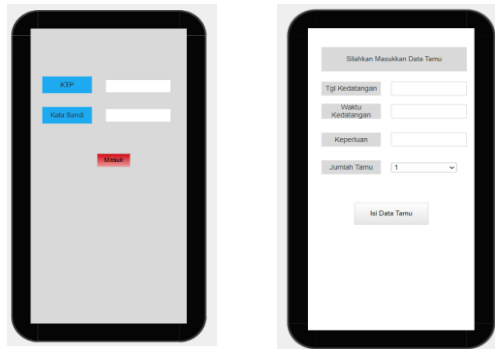 KTP
Kata Sandi
Masuk
Silahkan Masukkan Data Tamu
Tgl Kedatangan
Waktu
Kedatangan
Keperluan
Jumlah Tamu
1
Isi Data Tamu